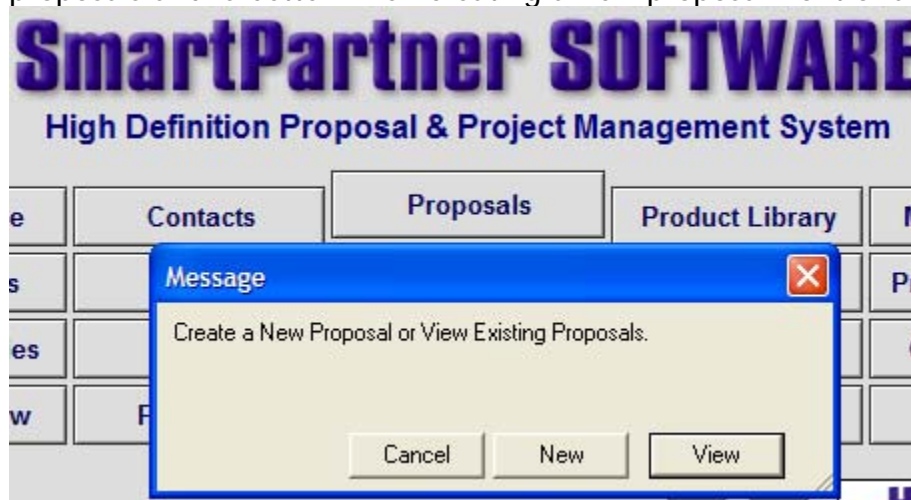 SmartPartner SOFTWARE
High Definition Proposal & Project Management System
Contacts Proposals Product Library
Message
Create a New Proposal or View Existing Proposals.
Cancel New View